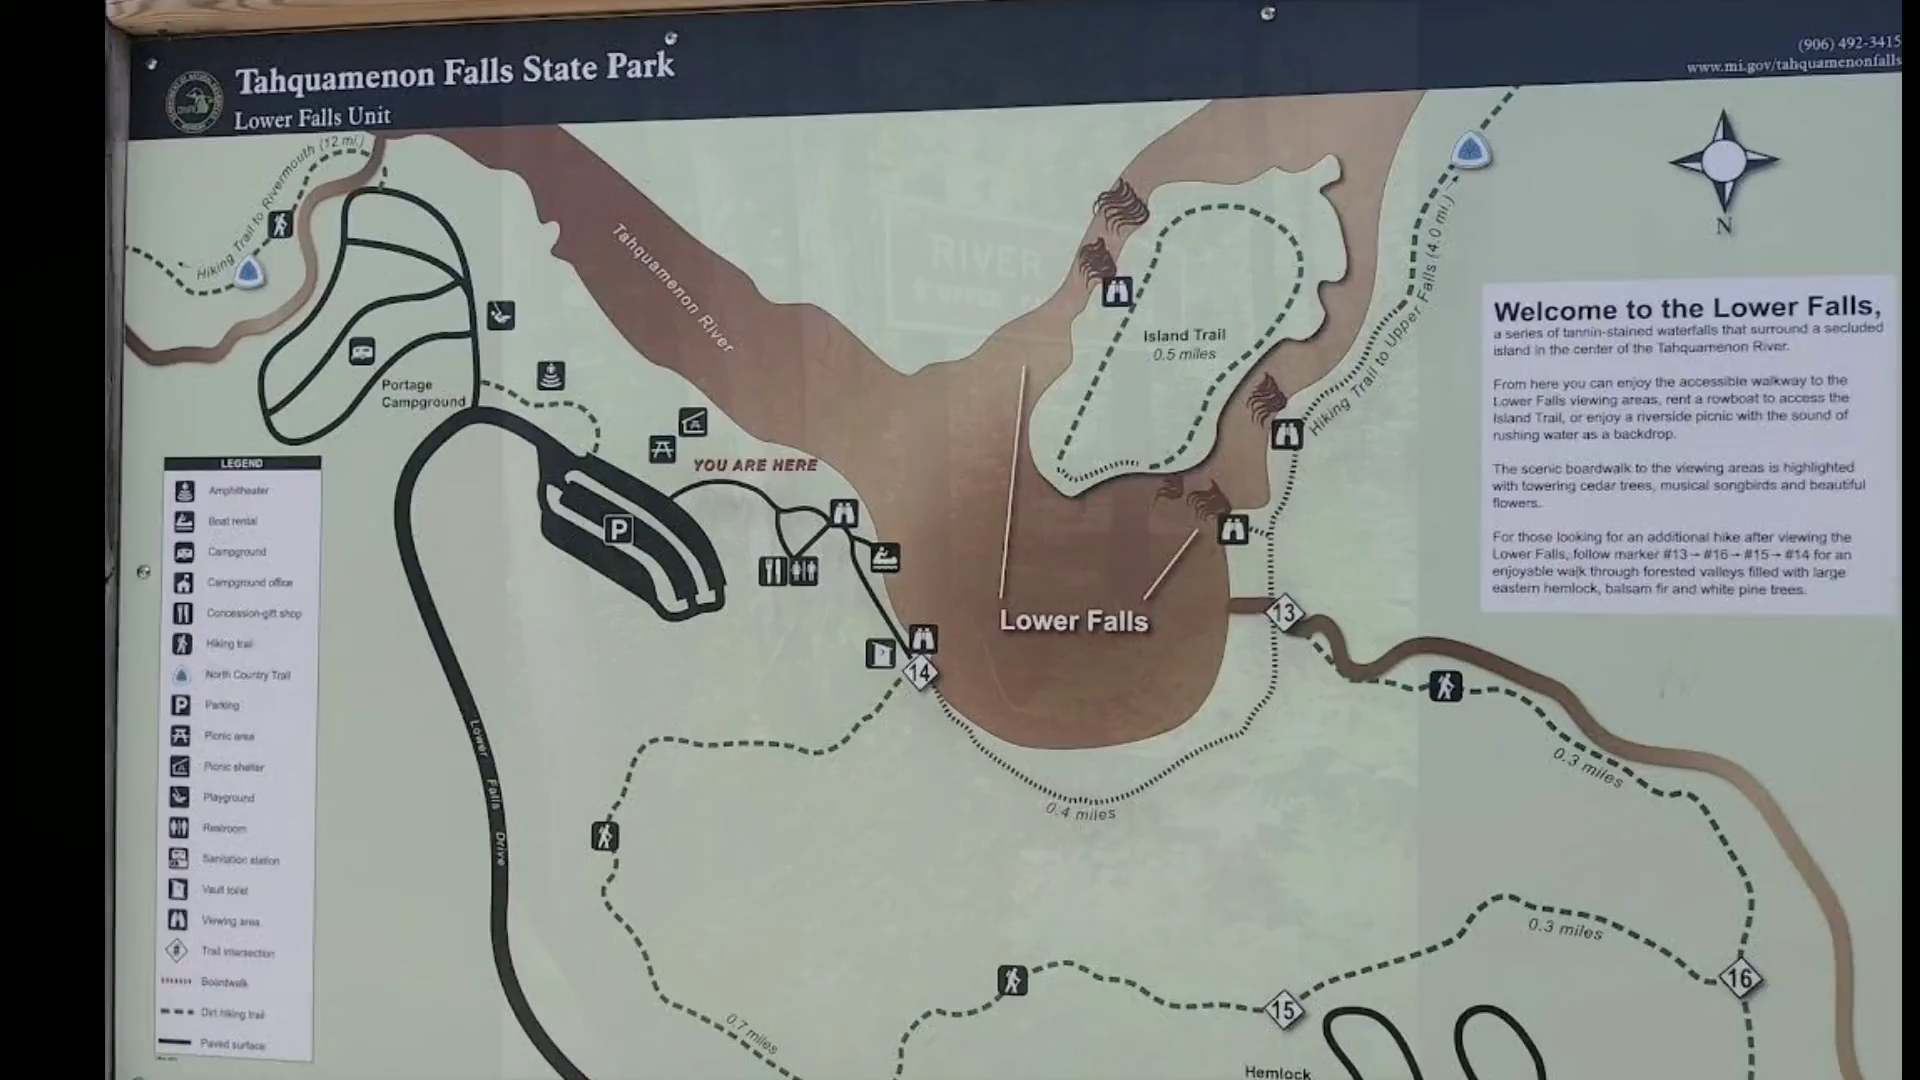 Tahquamenon Falls State Park
Lower Falls Unit
(906) 492-3415
www.mi.gov/tahquamenonfalls
Hiking Trail to Rivermouth (12 mi.)
Tahquamenon River
RIVER
Island Trail
0.5 miles
Hiking Trail to Upper Falls (4.0 mi.)
N
Welcome to the Lower Falls,
a series of tannin-stained waterfalls that surround a secluded
island in the center of the Tahquamenon River.
From here you can enjoy the accessible walkway to the
Lower Falls viewing areas, rent a rowboat to access the
Island Trail, or enjoy a riverside picnic with the sound of
rushing water as a backdrop.
The scenic boardwalk to the viewing areas is highlighted
with towering cedar trees, musical songbirds and beautiful
flowers.
For those looking for an additional hike after viewing the
Lower Falls, follow marker #13→#16→#15→#14 for an
enjoyable walk through forested valleys filled with large
eastern hemlock, balsam fir and white pine trees.
Portage
Campground
YOU ARE HERE
P
Lower Falls
13
14
0.4 miles
0.3 miles
0.3 miles
16
15
0.7 miles
Hemlock
Lower Falls Drive
LEGEND
Amphitheater
Boat rental
Campground
Campground office
Concession-gift shop
Hiking trail
North Country Trail
P Parking
Picnic area
Picnic shelter
Playground
Restroom
Sanitation station
Vault toilet
Viewing area
# Trail intersection
Boardwalk
Dirt hiking trail
Paved surface